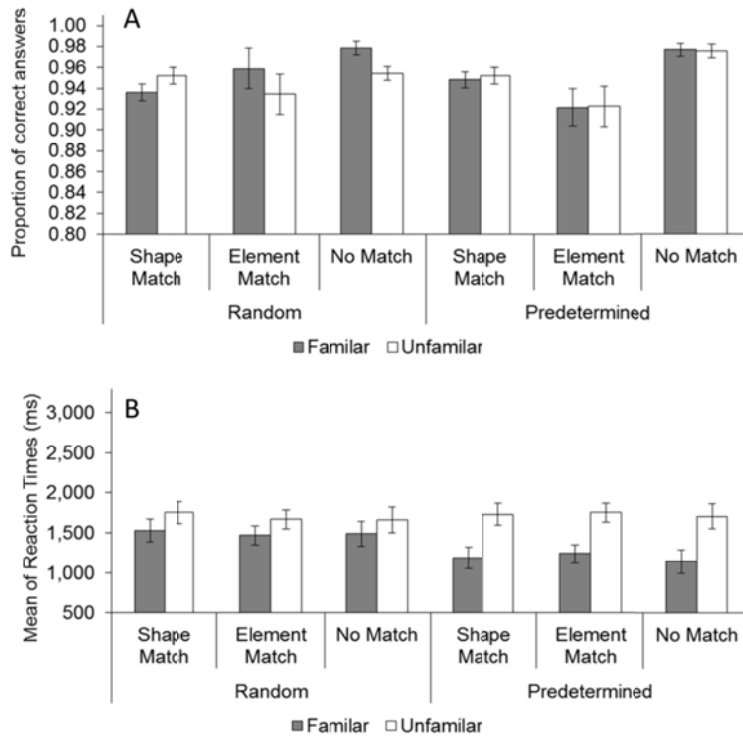 A
Proportion of correct answers
1.00
0.98
0.96
0.94
0.92
0.90
0.88
0.86
0.84
0.82
0.80
Shape Match
Element Match
No Match
Shape Match
Element Match
No Match
Random
Predetermined
Familar
Unfamilar
B
Mean of Reaction Times (ms)
3,000
2,500
2,000
1,500
1,000
500
Shape Match
Element Match
No Match
Shape Match
Element Match
No Match
Random
Predetermined
Familar
Unfamilar